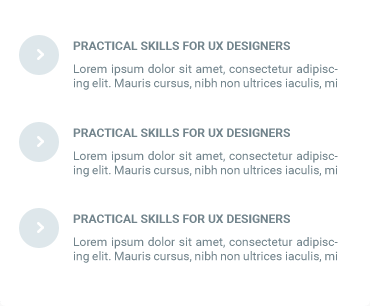 PRACTICAL SKILLS FOR UX DESIGNERS
Lorem ipsum dolor sit amet, consectetur adipisc-
ing elit. Mauris cursus, nibh non ultrices iaculis, mi
PRACTICAL SKILLS FOR UX DESIGNERS
Lorem ipsum dolor sit amet, consectetur adipisc-
ing elit. Mauris cursus, nibh non ultrices iaculis, mi
PRACTICAL SKILLS FOR UX DESIGNERS
Lorem ipsum dolor sit amet, consectetur adipisc-
ing elit. Mauris cursus, nibh non ultrices iaculis, mi